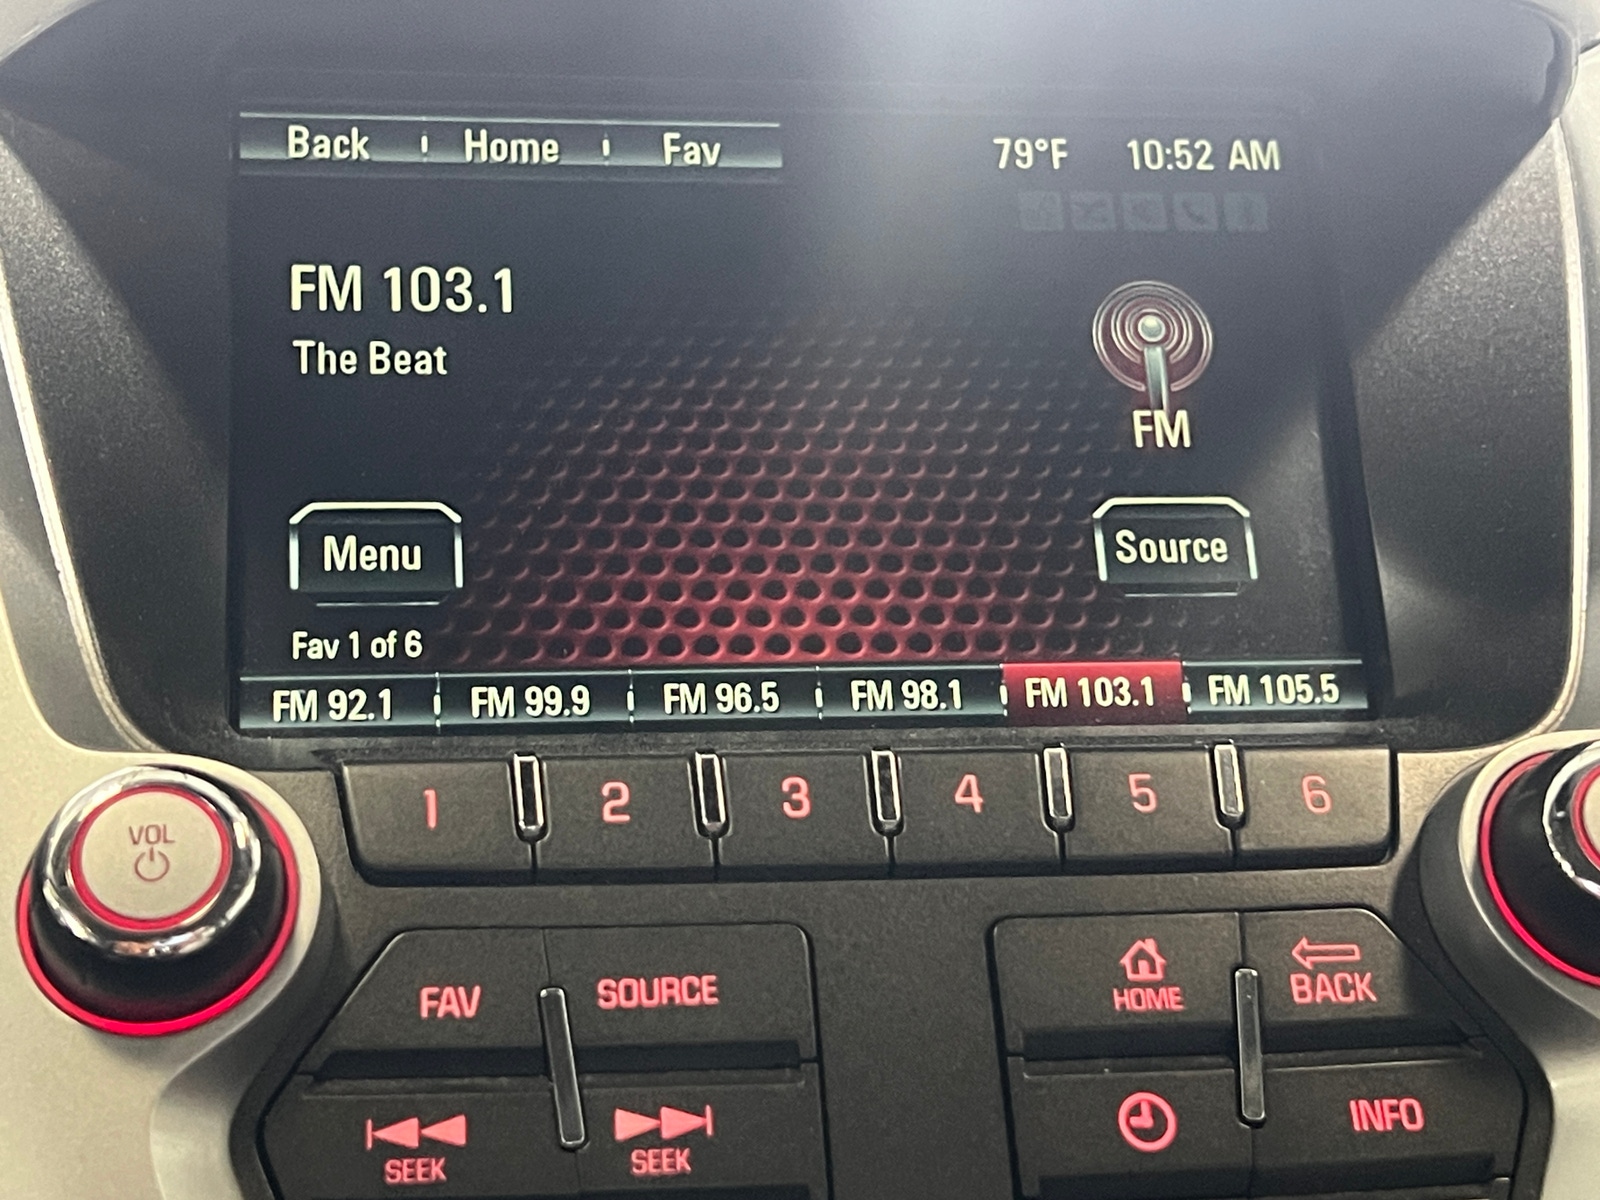 Back Home Fav 79°F 10:52 AM
FM 103.1
The Beat
FM
Menu Source
Fav 1 of 6
FM 92.1 FM 99.9 FM 96.5 FM 98.1 FM 103.1 FM 105.5
1 2 3 4 5 6
VOL
FAV SOURCE HOME BACK
SEEK SEEK INFO